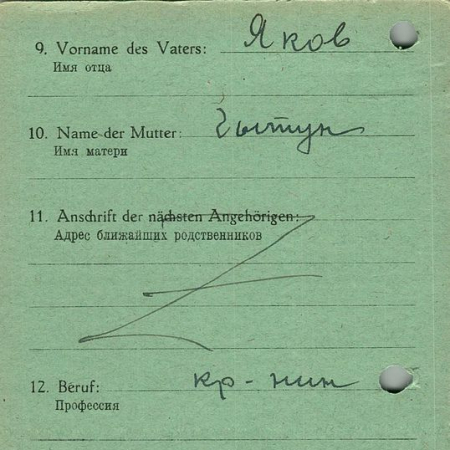 9. Vorname des Vaters: Яков
Имя отца
10. Name der Mutter: Чыстун
Имя матери
11. Anschrift der nächsten Angehörigen:
Адрес ближайших родственников
12. Beruf: кр-нин
Профессия